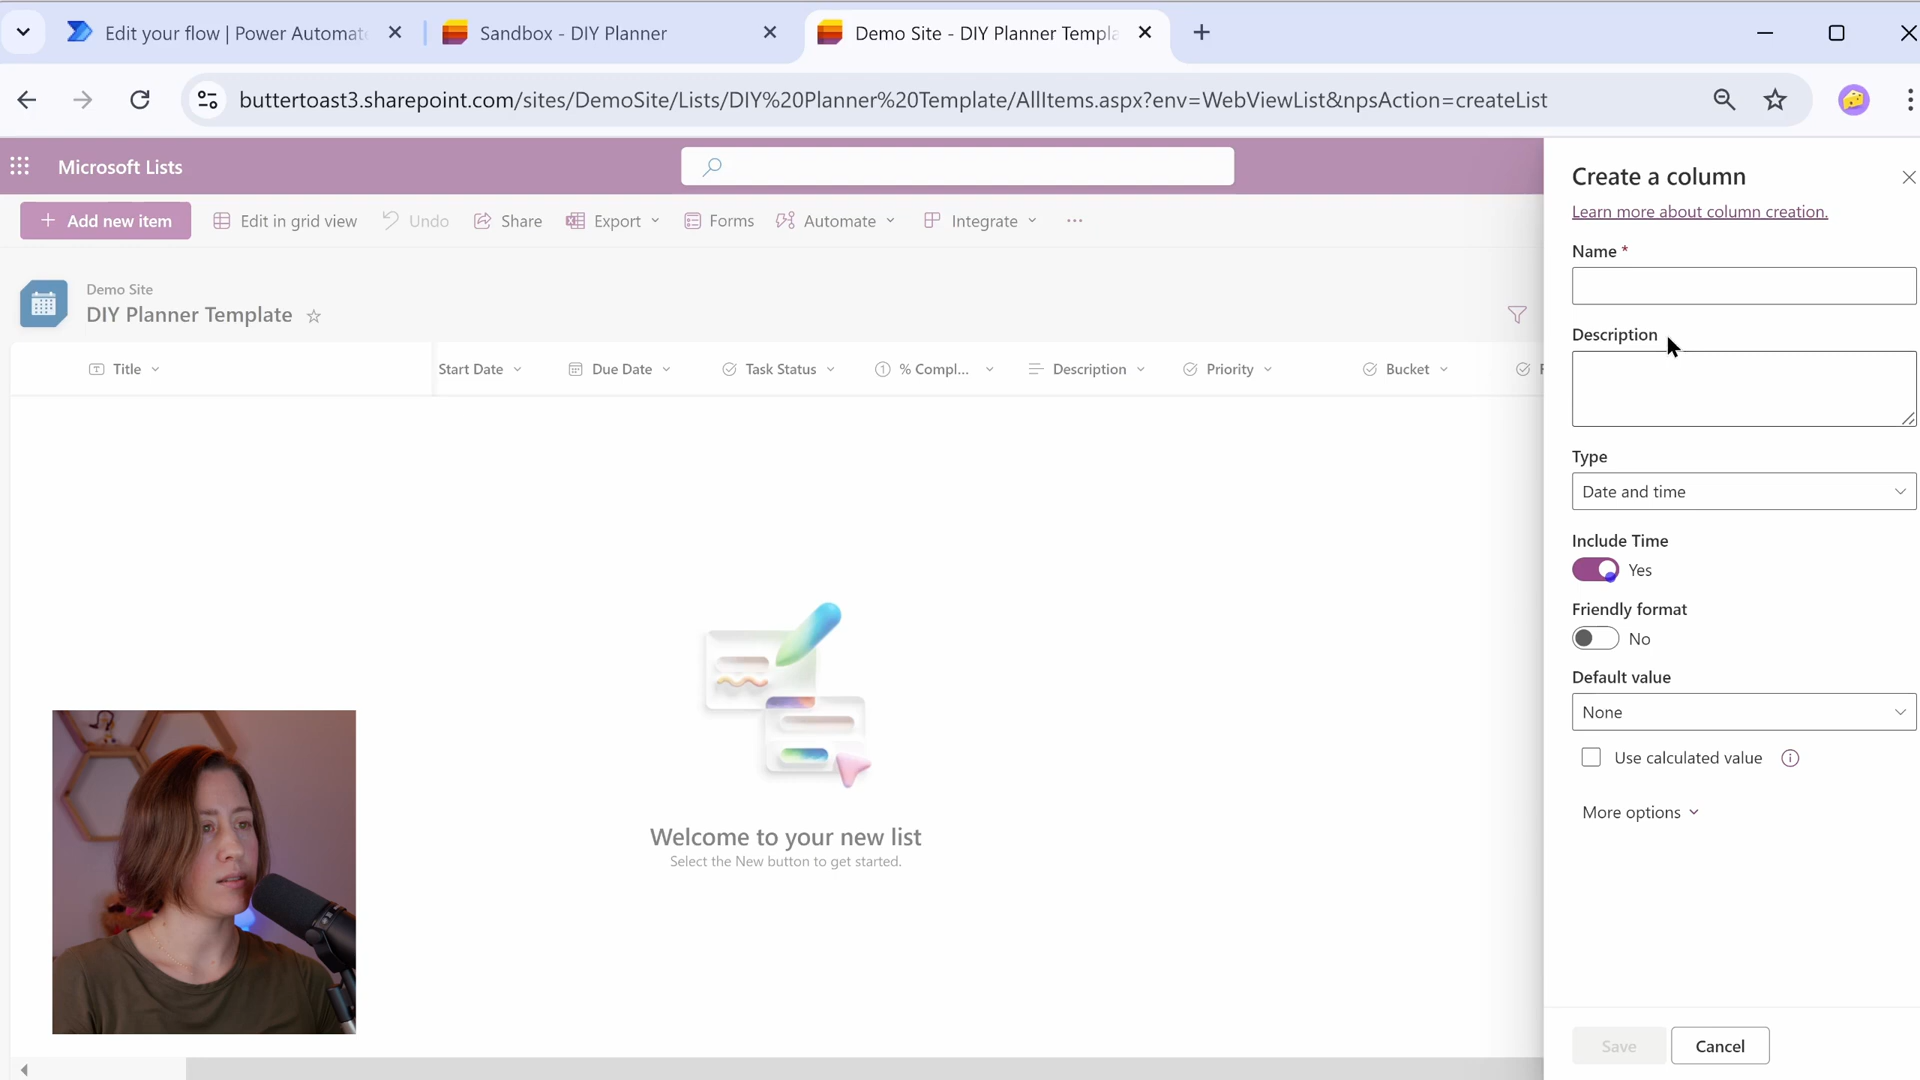 Edit your flow | Power Automate
Sandbox - DIY Planner
Demo Site - DIY Planner Templa
buttertoast3.sharepoint.com/sites/DemoSite/Lists/DIY%20Planner%20Template/AllItems.aspx?env=WebViewList&npsAction=createList
Microsoft Lists
Add new item
Edit in grid view
Undo
Share
Export
Forms
Automate
Integrate
Demo Site
DIY Planner Template
Title
Start Date
Due Date
Task Status
% Compl...
Description
Priority
Bucket
Welcome to your new list
Select the New button to get started.
Create a column
Learn more about column creation.
Name *
Description
Type
Date and time
Include Time
Yes
Friendly format
No
Default value
None
Use calculated value
More options
Save
Cancel